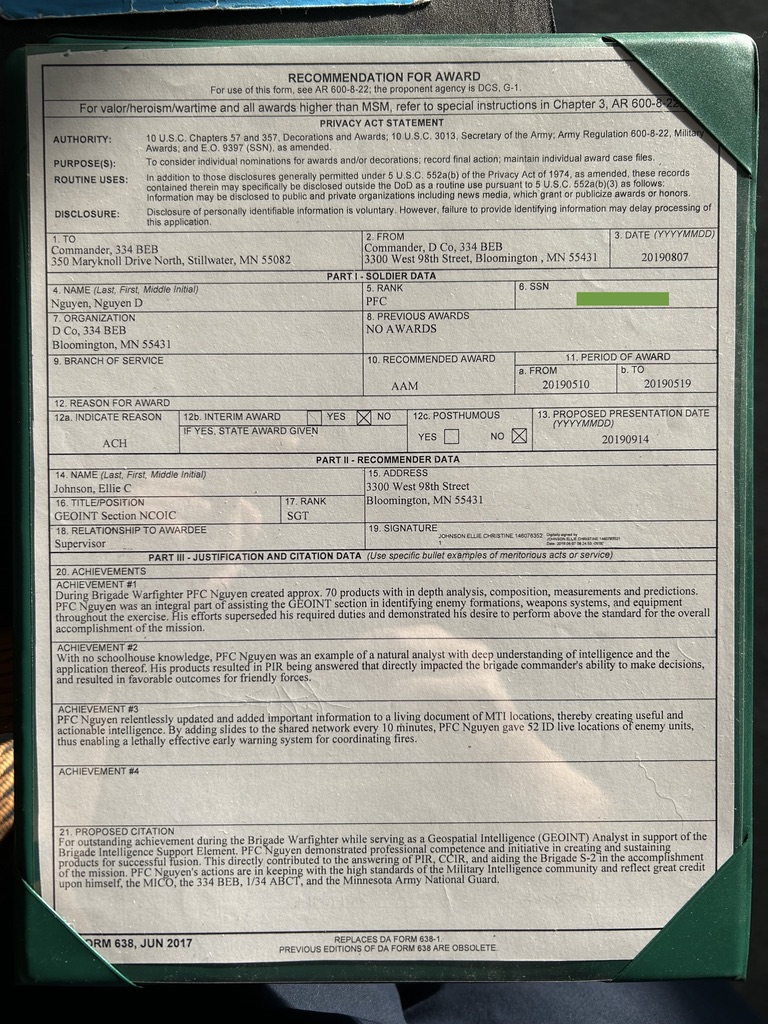 RECOMMENDATION FOR AWARD
For use of this form, see AR 600-8-22; the proponent agency is DCS, G-1.
For valor/heroism/wartime and all awards higher than MSM, refer to special instructions in Chapter 3, AR 600-8-22
PRIVACY ACT STATEMENT
AUTHORITY: 10 U.S.C. Chapters 57 and 357, Decorations and Awards; 10 U.S.C. 3013, Secretary of the Army; Army Regulation 600-8-22, Military
Awards; and E.O. 9397 (SSN), as amended.
PURPOSE(S): To consider individual nominations for awards and/or decorations; record final action; maintain individual award case files.
ROUTINE USES: In addition to those disclosures generally permitted under 5 U.S.C. 552a(b) of the Privacy Act of 1974, as amended, these records
contained therein may specifically be disclosed outside the DoD as a routine use pursuant to 5 U.S.C. 552a(b)(3) as follows:
Information may be disclosed to public and private organizations including news media, which grant or publicize awards or honors.
DISCLOSURE: Disclosure of personally identifiable information is voluntary. However, failure to provide identifying information may delay processing of
this application.
1. TO
Commander, 334 BEB
350 Maryknoll Drive North, Stillwater, MN 55082
2. FROM
Commander, D Co, 334 BEB
3300 West 98th Street, Bloomington , MN 55431
3. DATE (YYYYMMDD)
20190807
PART I - SOLDIER DATA
4. NAME (Last, First, Middle Initial)
Nguyen, Nguyen D
5. RANK
PFC
6. SSN
7. ORGANIZATION
D Co, 334 BEB
Bloomington, MN 55431
8. PREVIOUS AWARDS
NO AWARDS
9. BRANCH OF SERVICE
10. RECOMMENDED AWARD
AAM
11. PERIOD OF AWARD
a. FROM
20190510
b. TO
20190519
12. REASON FOR AWARD
12a. INDICATE REASON
ACH
12b. INTERIM AWARD YES NO
IF YES, STATE AWARD GIVEN
12c. POSTHUMOUS
YES NO
13. PROPOSED PRESENTATION DATE
(YYYYMMDD)
20190914
PART II - RECOMMENDER DATA
14. NAME (Last, First, Middle Initial)
Johnson, Ellie C
15. ADDRESS
3300 West 98th Street
Bloomington, MN 55431
16. TITLE/POSITION
GEOINT Section NCOIC
17. RANK
SGT
18. RELATIONSHIP TO AWARDEE
Supervisor
19. SIGNATURE
JOHNSON.ELLIE.CHRISTINE
Digitally signed by
PART III - JUSTIFICATION AND CITATION DATA (Use specific bullet examples of meritorious acts or service)
20. ACHIEVEMENTS
ACHIEVEMENT #1
During Brigade Warfighter PFC Nguyen created approx. 70 products with in depth analysis, composition, measurements and predictions.
PFC Nguyen was an integral part of assisting the GEOINT section in identifying enemy formations, weapons systems, and equipment
throughout the exercise. His efforts superseded his required duties and demonstrated his desire to perform above the standard for the overall
accomplishment of the mission.
ACHIEVEMENT #2
With no schoolhouse knowledge, PFC Nguyen was an example of a natural analyst with deep understanding of intelligence and the
application thereof. His products resulted in PIR being answered that directly impacted the brigade commander's ability to make decisions,
and resulted in favorable outcomes for friendly forces.
ACHIEVEMENT #3
PFC Nguyen relentlessly updated and added important information to a living document of MTI locations, thereby creating useful and
actionable intelligence. By adding slides to the shared network every 10 minutes, PFC Nguyen gave 52 ID live locations of enemy units,
thus enabling a lethally effective early warning system for coordinating fires.
ACHIEVEMENT #4
21. PROPOSED CITATION
For outstanding achievement during the Brigade Warfighter while serving as a Geospatial Intelligence (GEOINT) Analyst in support of the
Brigade Intelligence Support Element. PFC Nguyen demonstrated professional competence and initiative in creating and sustaining
products for successful fusion. This directly contributed to the answering of PIR, CCIR, and aiding the Brigade S-2 in the accomplishment
of the mission. PFC Nguyen's actions are in keeping with the high standards of the Military Intelligence community and reflect great credit
upon himself, the MICO, the 334 BEB, 1/34 ABCT, and the Minnesota Army National Guard.
ORM 638, JUN 2017
REPLACES DA FORM 638-1.
PREVIOUS EDITIONS OF DA FORM 638 ARE OBSOLETE.